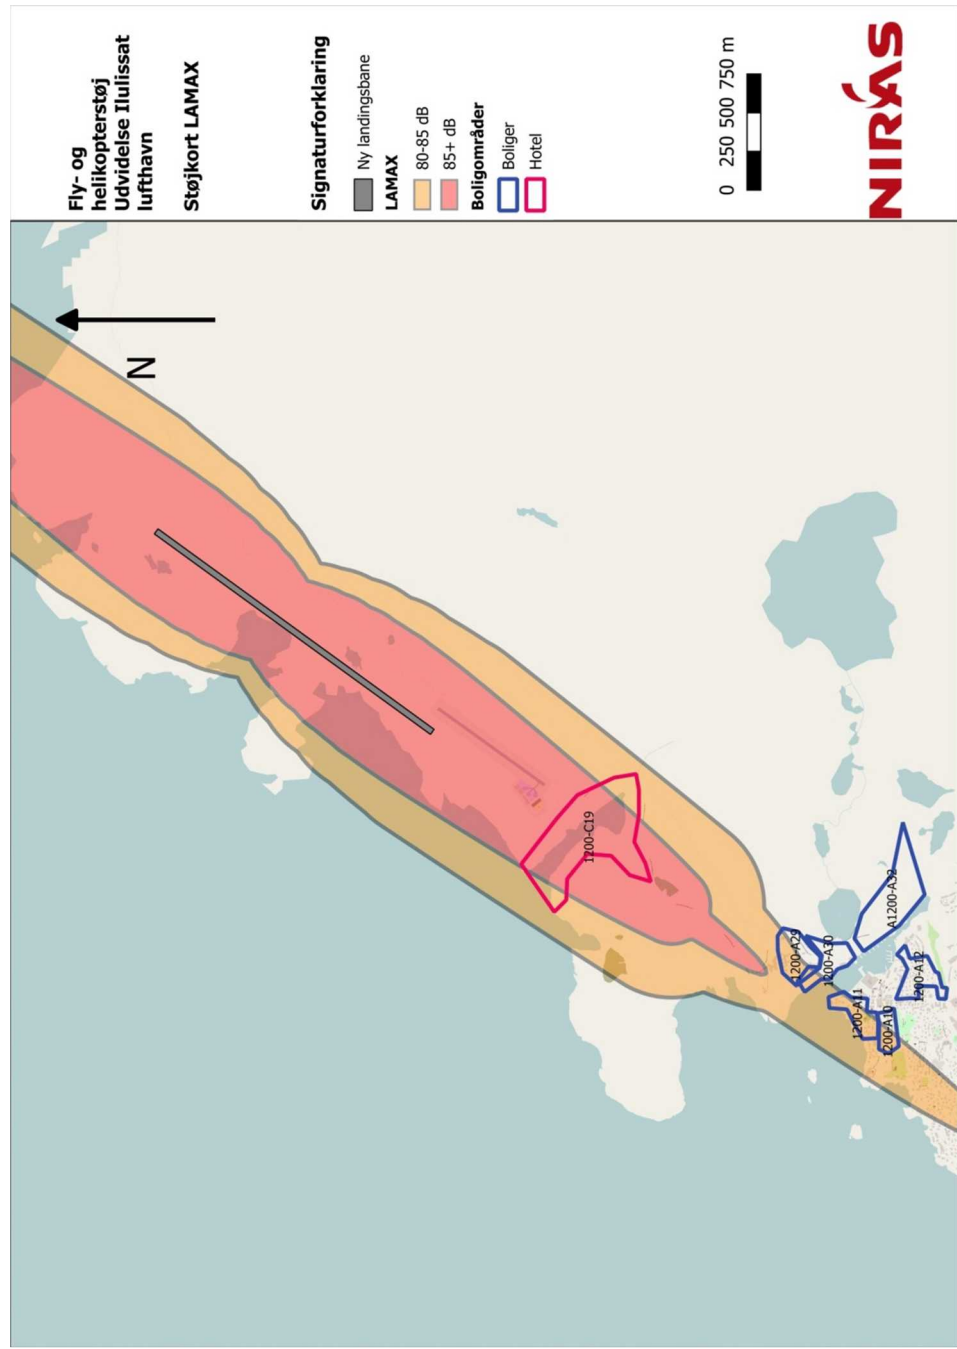 Fly- og
helikopterstøj
Udvidelse Ilulissat
lufthavn
Støjkort LAMAX
Signaturforklaring
Ny landingsbane
LAMAX
80-85 dB
85+ dB
Boligområder
Boliger
Hotel
0 250 500 750 m
NIRAS
N
1200-C19
1200-A29
1200-A30
A1200-A32
1200-A11
1200-A10
1200-A12